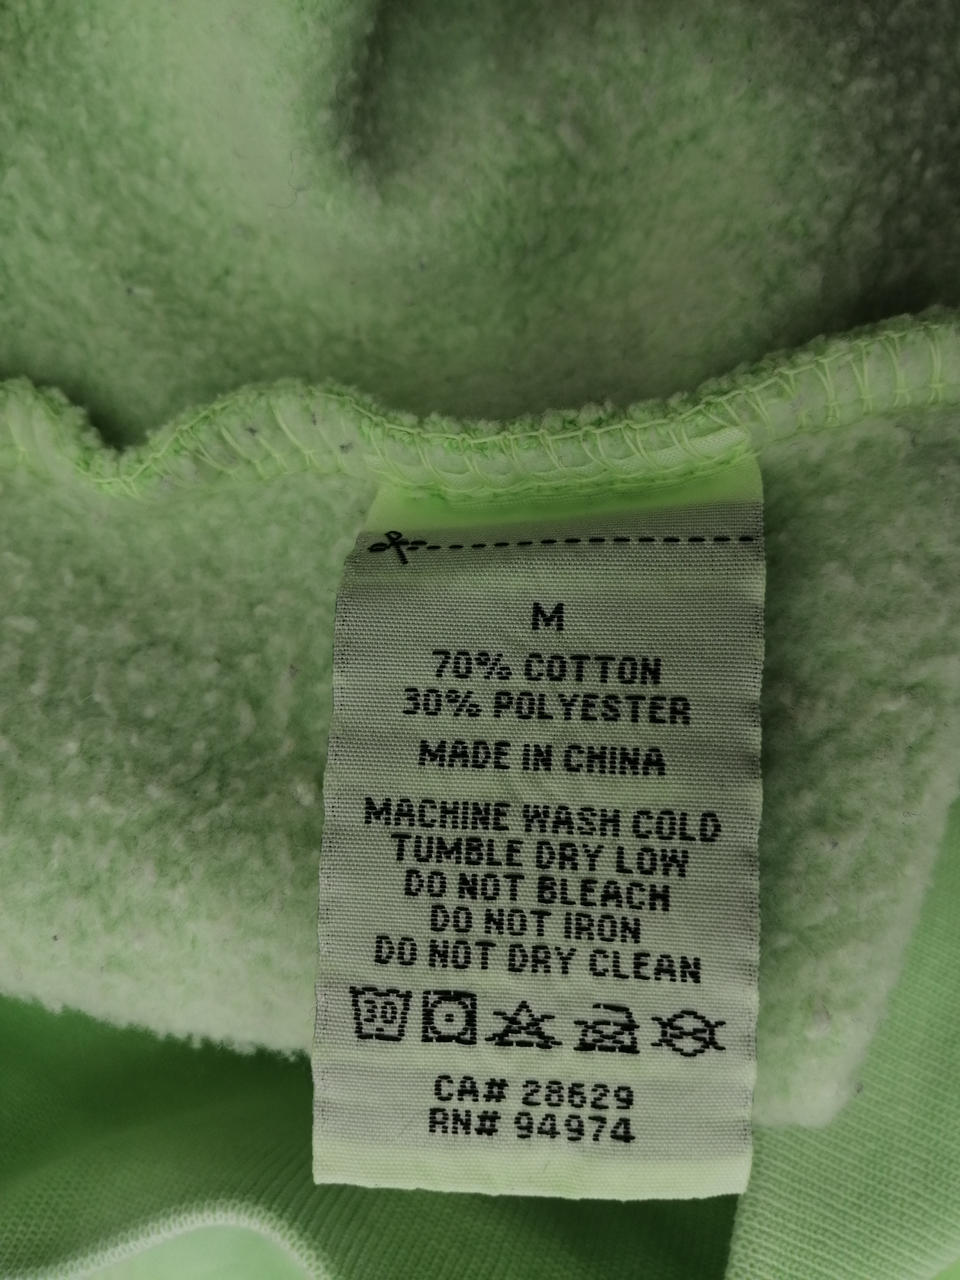 M
70% COTTON
30% POLYESTER
MADE IN CHINA
MACHINE WASH COLD
TUMBLE DRY LOW
DO NOT BLEACH
DO NOT IRON
DO NOT DRY CLEAN
30
CA# 28629
RN# 94974